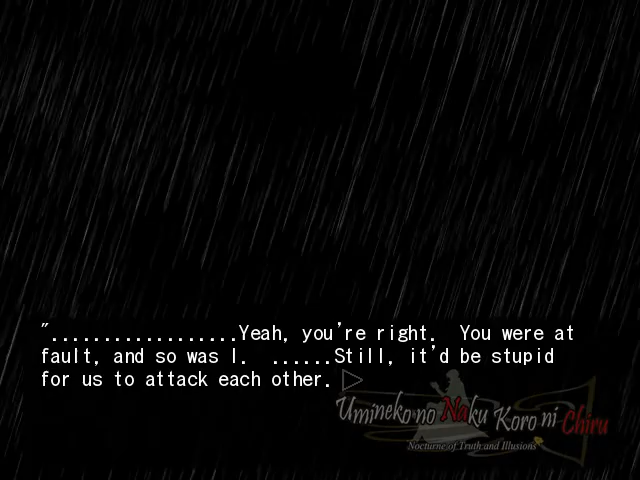 "..................Yeah, you're right.  You were at
fault, and so was I.  ......Still, it'd be stupid
for us to attack each other.
Umineko no Naku Koro ni Chiru
Nocturne of Truth and Illusions